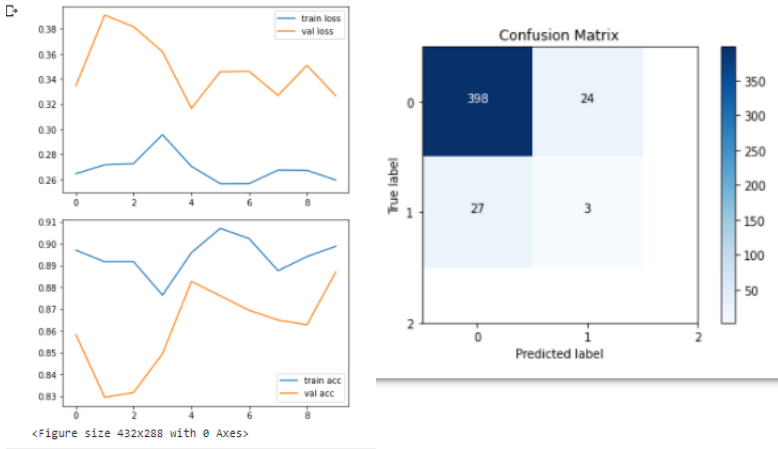 train loss
val loss
0.38
0.36
0.34
0.32
0.30
0.28
0.26
0 2 4 6 8
0.91
0.90
0.89
0.88
0.87
0.86
0.85
0.84
0.83
train acc
val acc
0 2 4 6 8
<Figure size 432x288 with 0 Axes>
Confusion Matrix
True label
0
398 24
1
27 3
2
0 1 2
Predicted label
350
300
250
200
150
100
50